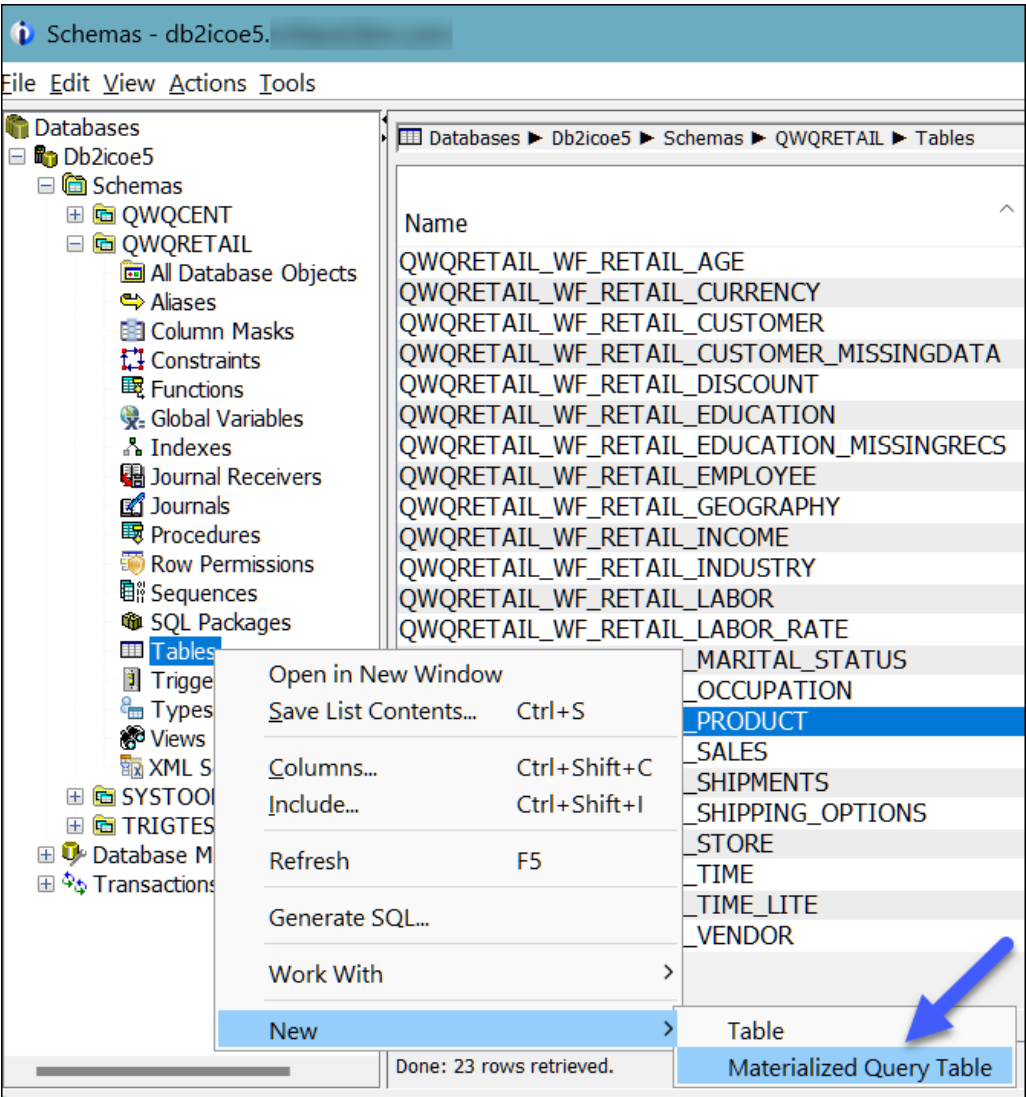 Schemas - db2icoe5.
File Edit View Actions Tools
Databases
Db2icoe5
Schemas
QWQCENT
QWQRETAIL
All Database Objects
Aliases
Column Masks
Constraints
Functions
Global Variables
Indexes
Journal Receivers
Journals
Procedures
Row Permissions
Sequences
SQL Packages
Tables
Trigge
Types
Views
XML S
SYSTOO
TRIGTES
Database M
Transactions
Databases ▶ Db2icoe5 ▶ Schemas ▶ QWQRETAIL ▶ Tables
Name
QWQRETAIL_WF_RETAIL_AGE
QWQRETAIL_WF_RETAIL_CURRENCY
QWQRETAIL_WF_RETAIL_CUSTOMER
QWQRETAIL_WF_RETAIL_CUSTOMER_MISSINGDATA
QWQRETAIL_WF_RETAIL_DISCOUNT
QWQRETAIL_WF_RETAIL_EDUCATION
QWQRETAIL_WF_RETAIL_EDUCATION_MISSINGRECS
QWQRETAIL_WF_RETAIL_EMPLOYEE
QWQRETAIL_WF_RETAIL_GEOGRAPHY
QWQRETAIL_WF_RETAIL_INCOME
QWQRETAIL_WF_RETAIL_INDUSTRY
QWQRETAIL_WF_RETAIL_LABOR
QWQRETAIL_WF_RETAIL_LABOR_RATE
_MARITAL_STATUS
_OCCUPATION
_PRODUCT
_SALES
_SHIPMENTS
_SHIPPING_OPTIONS
_STORE
_TIME
_TIME_LITE
_VENDOR
Open in New Window
Save List Contents... Ctrl+S
Columns... Ctrl+Shift+C
Include... Ctrl+Shift+I
Refresh F5
Generate SQL...
Work With
New
Table
Materialized Query Table
Done: 23 rows retrieved.